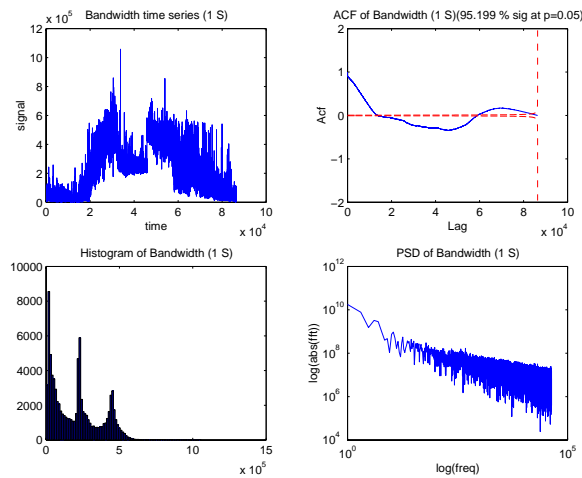 Bandwidth time series (1 S)
x 10^5
12
10
8
6
4
2
0
signal
0 2 4 6 8 10
time
x 10^4
ACF of Bandwidth (1 S)(95.199 % sig at p=0.05)
2
1
0
−1
−2
Acf
0 2 4 6 8 10
Lag
x 10^4
Histogram of Bandwidth (1 S)
10000
8000
6000
4000
2000
0
0 5 10 15
x 10^5
PSD of Bandwidth (1 S)
10^12
10^10
10^8
10^6
10^4
log(abs(fft))
10^0 10^5
log(freq)